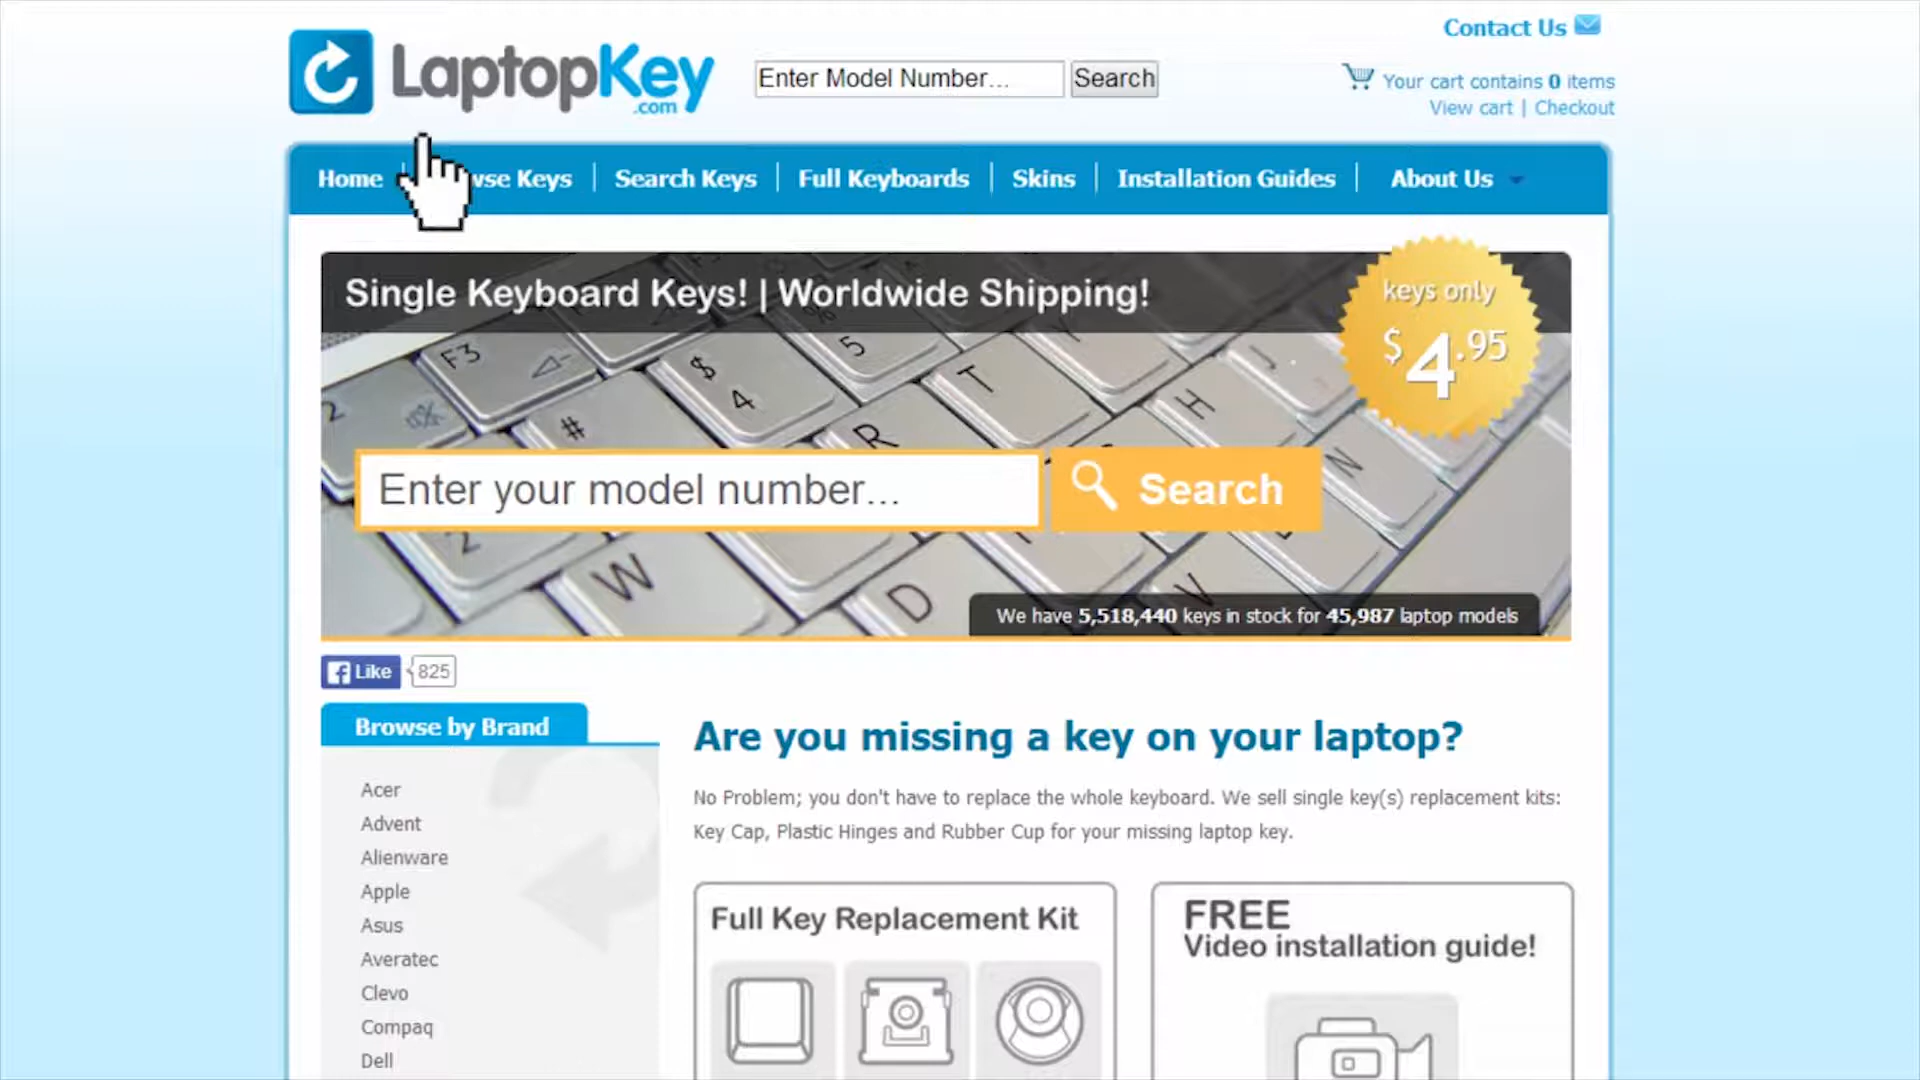 Contact Us
LaptopKey
.com
Enter Model Number...
Search
Your cart contains 0 items
View cart | Checkout
Home
wse Keys
Search Keys
Full Keyboards
Skins
Installation Guides
About Us
Single Keyboard Keys! | Worldwide Shipping!
keys only
$4.95
F3
5
$
4
T
H
2
#
R
N
Enter your model number...
Search
2
W
D
V
We have 5,518,440 keys in stock for 45,987 laptop models
Like
825
Browse by Brand
Acer
Advent
Alienware
Apple
Asus
Averatec
Clevo
Compaq
Dell
Are you missing a key on your laptop?
No Problem; you don't have to replace the whole keyboard. We sell single key(s) replacement kits:
Key Cap, Plastic Hinges and Rubber Cup for your missing laptop key.
Full Key Replacement Kit
FREE
Video installation guide!